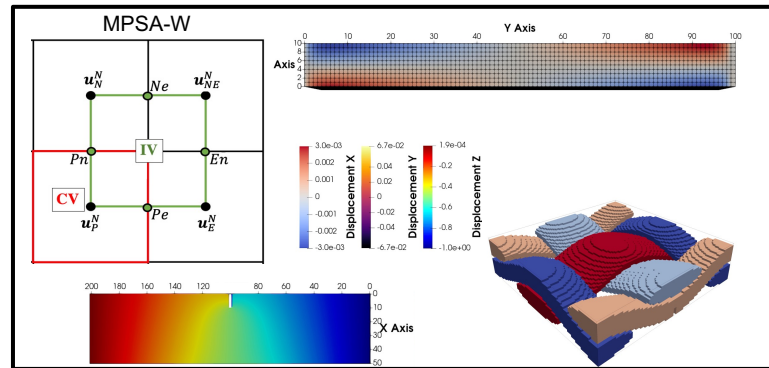 MPSA-W
u_N^N
Ne
u_NE^N
Pn
IV
En
CV
Pe
u_P^N
u_E^N
Y Axis
0 10 20 30 40 50 60 70 80 90 100
Axis
10
8
6
4
2
0
3.0e-03
0.002
0.001
0
-0.001
-0.002
-3.0e-03
Displacement X
6.7e-02
0.04
0.02
0
-0.02
-0.04
-6.7e-02
Displacement Y
1.9e-04
-0.2
-0.4
-0.6
-0.8
-1.0e+00
Displacement Z
200 180 160 140 120 100 80 60 40 20 0
0
10
20
30
40
50
X Axis